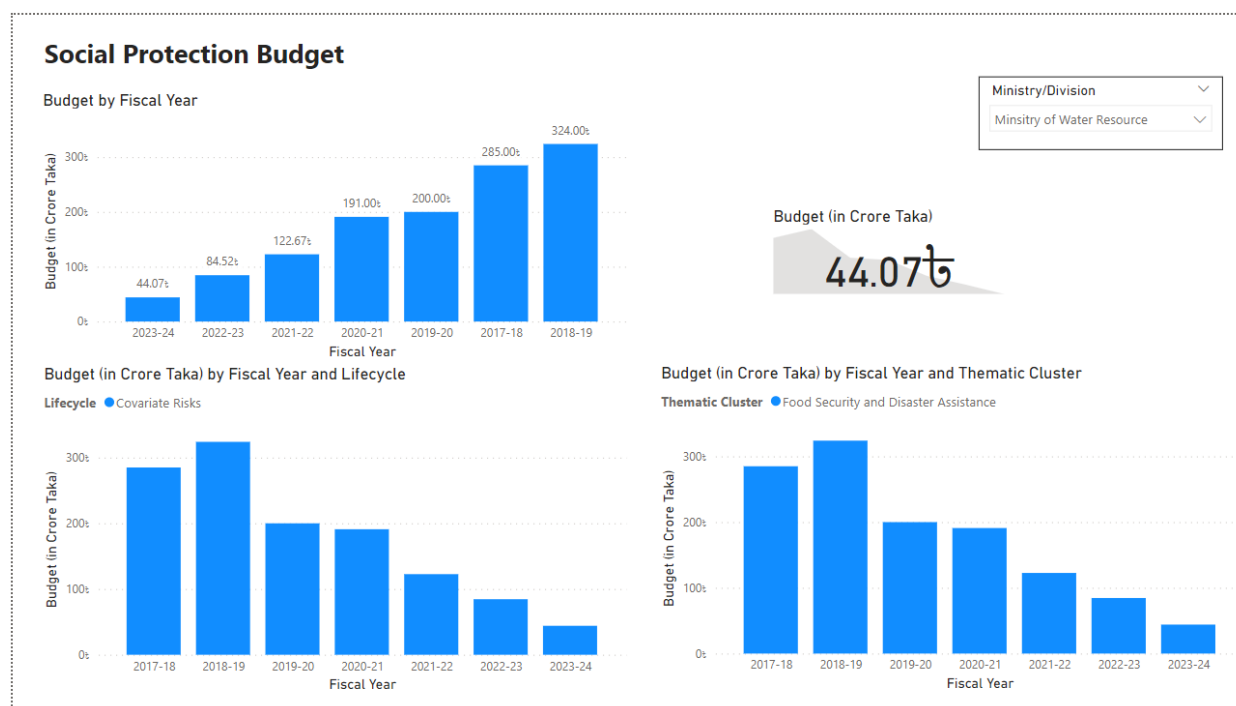 Social Protection Budget
Budget by Fiscal Year
Budget (in Crore Taka)
300৳
200৳
100৳
0৳
44.07৳
84.52৳
122.67৳
191.00৳
200.00৳
285.00৳
324.00৳
2023-24 2022-23 2021-22 2020-21 2019-20 2017-18 2018-19
Fiscal Year
Ministry/Division
Minsitry of Water Resource
Budget (in Crore Taka)
44.07৳
Budget (in Crore Taka) by Fiscal Year and Lifecycle
Lifecycle Covariate Risks
Budget (in Crore Taka)
300৳
200৳
100৳
0৳
2017-18 2018-19 2019-20 2020-21 2021-22 2022-23 2023-24
Fiscal Year
Budget (in Crore Taka) by Fiscal Year and Thematic Cluster
Thematic Cluster Food Security and Disaster Assistance
Budget (in Crore Taka)
300৳
200৳
100৳
0৳
2017-18 2018-19 2019-20 2020-21 2021-22 2022-23 2023-24
Fiscal Year